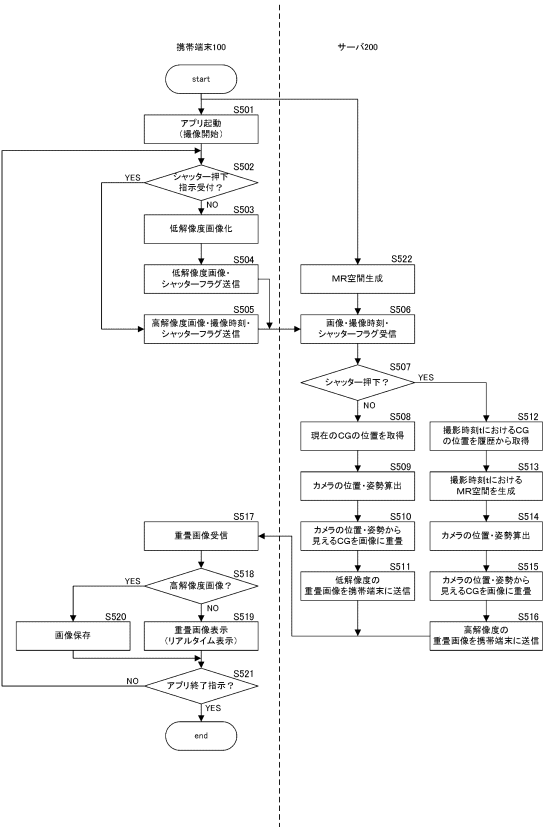 携帯端末100
サーバ200
start
S501
アプリ起動
(撮像開始)
S502
シャッター押下
指示受付？
YES
NO
S503
低解像度画像化
S504
低解像度画像・
シャッターフラグ送信
S505
高解像度画像・撮像時刻・
シャッターフラグ送信
S522
MR空間生成
S506
画像・撮像時刻・
シャッターフラグ受信
S507
シャッター押下？
YES
NO
S508
現在のCGの位置を取得
S509
カメラの位置・姿勢算出
S510
カメラの位置・姿勢から
見えるCGを画像に重畳
S511
低解像度の
重畳画像を携帯端末に送信
S512
撮影時刻tにおけるCG
の位置を履歴から取得
S513
撮影時刻tにおける
MR空間を生成
S514
カメラの位置・姿勢算出
S515
カメラの位置・姿勢から
見えるCGを画像に重畳
S516
高解像度の
重畳画像を携帯端末に送信
S517
重畳画像受信
S518
高解像度画像？
YES
NO
S520
画像保存
S519
重畳画像表示
(リアルタイム表示)
S521
アプリ終了指示？
NO
YES
end